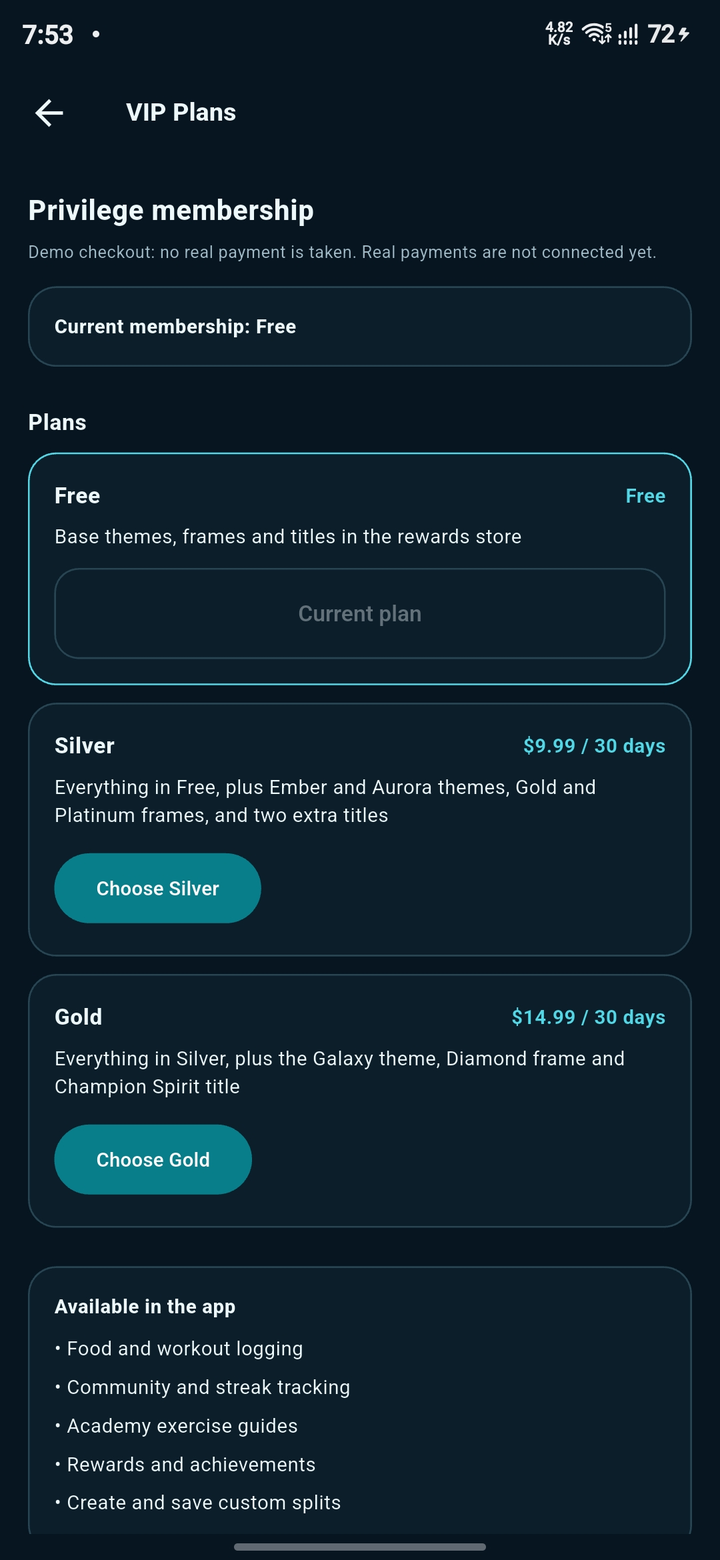 7:53 •
4.82
K/s
5
72
VIP Plans
Privilege membership
Demo checkout: no real payment is taken. Real payments are not connected yet.
Current membership: Free
Plans
Free Free
Base themes, frames and titles in the rewards store
Current plan
Silver $9.99 / 30 days
Everything in Free, plus Ember and Aurora themes, Gold and
Platinum frames, and two extra titles
Choose Silver
Gold $14.99 / 30 days
Everything in Silver, plus the Galaxy theme, Diamond frame and
Champion Spirit title
Choose Gold
Available in the app
• Food and workout logging
• Community and streak tracking
• Academy exercise guides
• Rewards and achievements
• Create and save custom splits